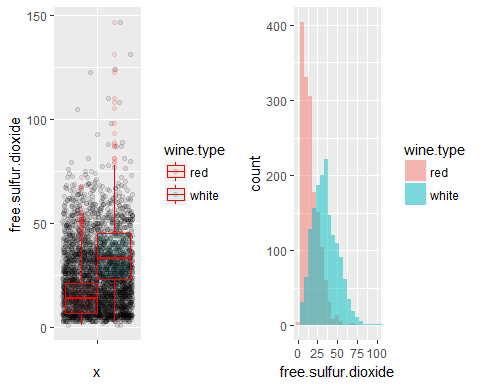 free.sulfur.dioxide
150
100
50
0
x
wine.type
red
white
count
400
300
200
100
0
0 25 50 75 100
free.sulfur.dioxide
wine.type
red
white